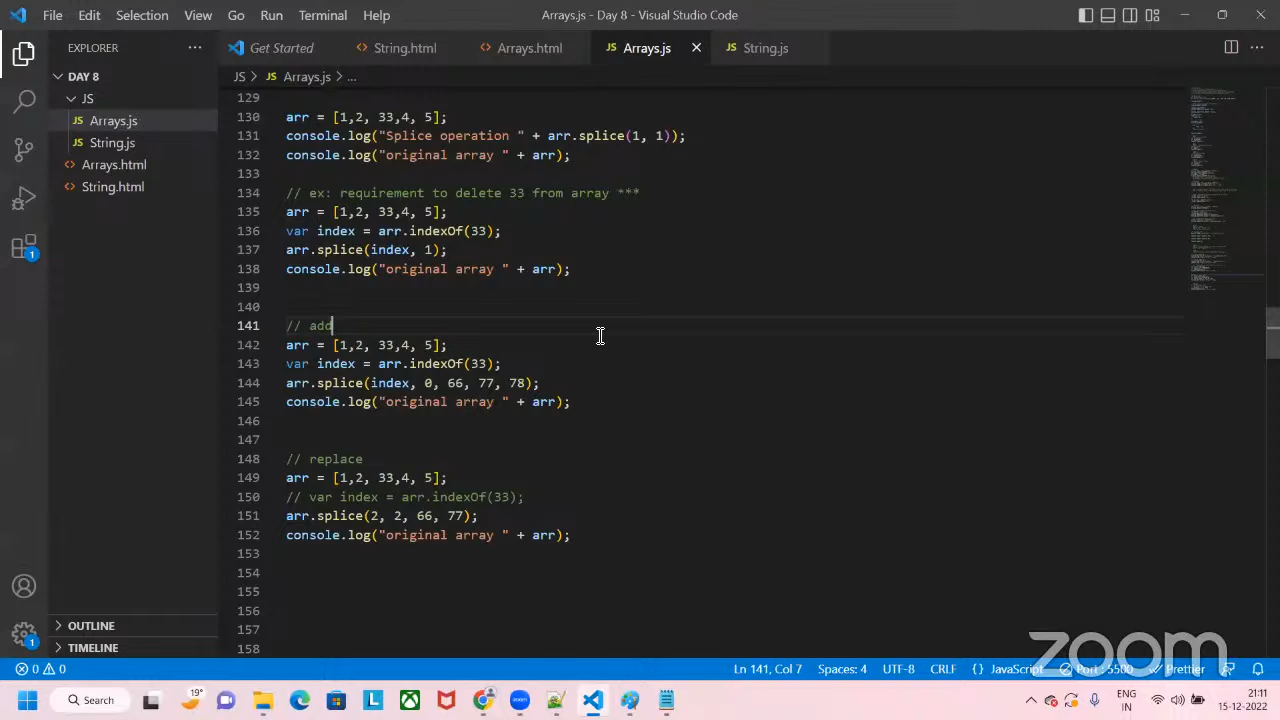 File Edit Selection View Go Run Terminal Help Arrays.js - Day 8 - Visual Studio Code
EXPLORER ...
Get Started
<> String.html
<> Arrays.html
JS Arrays.js ×
JS String.js
...
DAY 8
JS
JS Arrays.js
JS String.js
<> Arrays.html
<> String.html
OUTLINE
TIMELINE
JS > JS Arrays.js > ...
129
130 arr = [1,2, 33,4, 5];
131 console.log("Splice operation " + arr.splice(1, 1));
132 console.log("original array " + arr);
133
134 // ex: requirement to delete 33 from array ***
135 arr = [1,2, 33,4, 5];
136 var index = arr.indexOf(33);
137 arr.splice(index, 1);
138 console.log("original array " + arr);
139
140
141 // add
142 arr = [1,2, 33,4, 5];
143 var index = arr.indexOf(33);
144 arr.splice(index, 0, 66, 77, 78);
145 console.log("original array " + arr);
146
147
148 // replace
149 arr = [1,2, 33,4, 5];
150 // var index = arr.indexOf(33);
151 arr.splice(2, 2, 66, 77);
152 console.log("original array " + arr);
153
154
155
156
157
158
zoom
1
1
0 0 Ln 141, Col 7 Spaces: 4 UTF-8 CRLF {} JavaScript Port : 5500 Prettier
Search 19° zoom L ENG 21:11
IN 15-12-2022